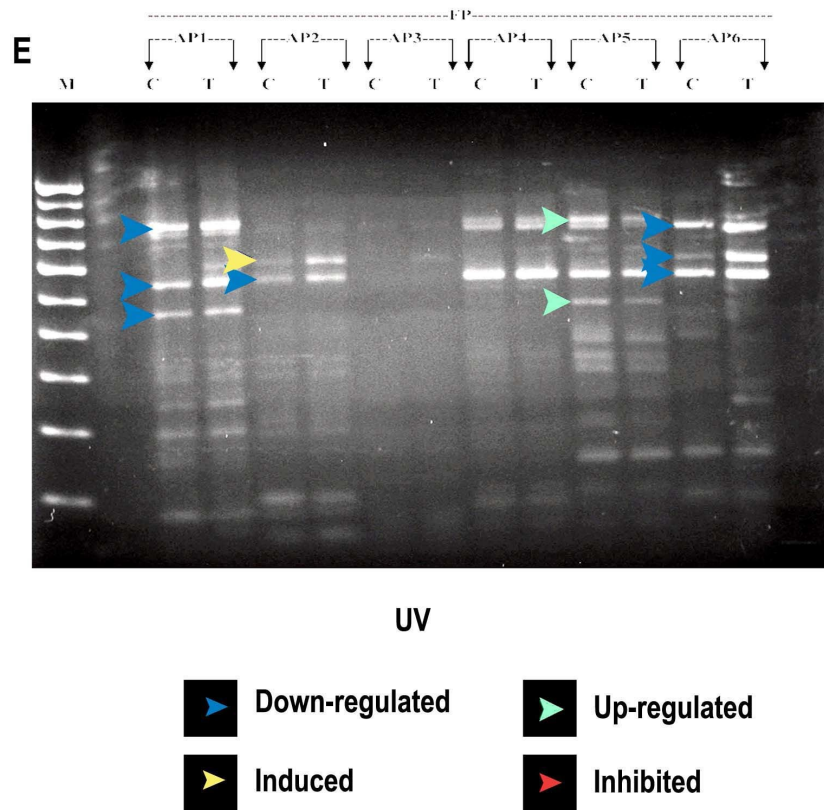 FP
E
AP1 AP2 AP3 AP4 AP5 AP6
M C T C T C T C T C T C T
UV
Down-regulated Up-regulated
Induced Inhibited